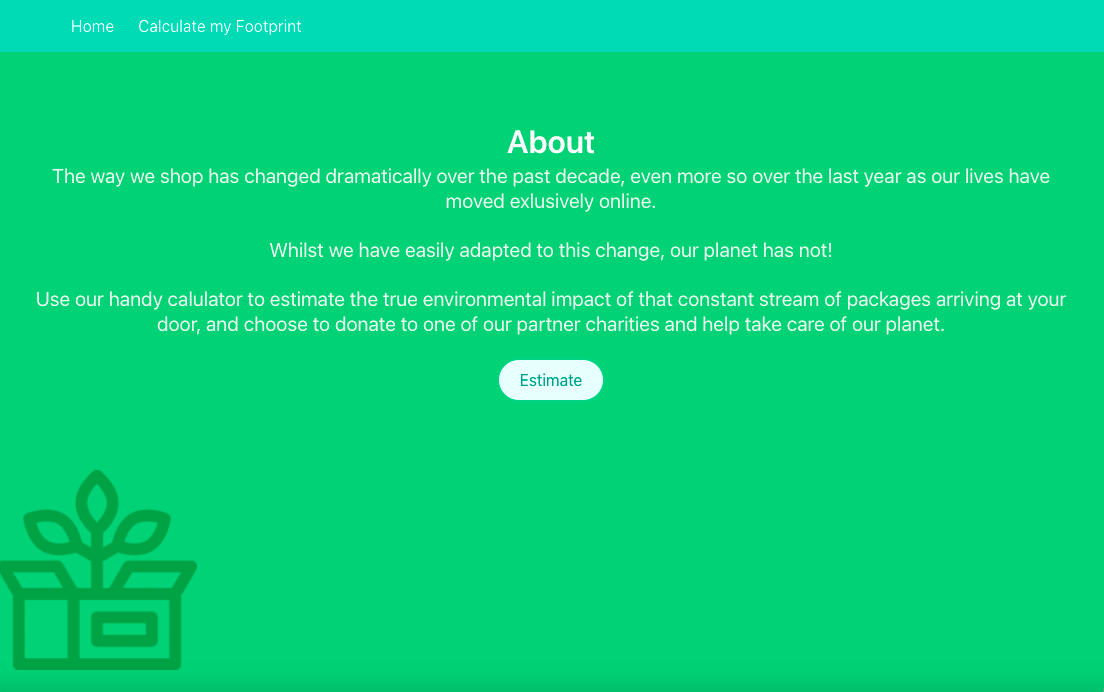 Home Calculate my Footprint
About
The way we shop has changed dramatically over the past decade, even more so over the last year as our lives have
moved exlusively online.
Whilst we have easily adapted to this change, our planet has not!
Use our handy calulator to estimate the true environmental impact of that constant stream of packages arriving at your
door, and choose to donate to one of our partner charities and help take care of our planet.
Estimate